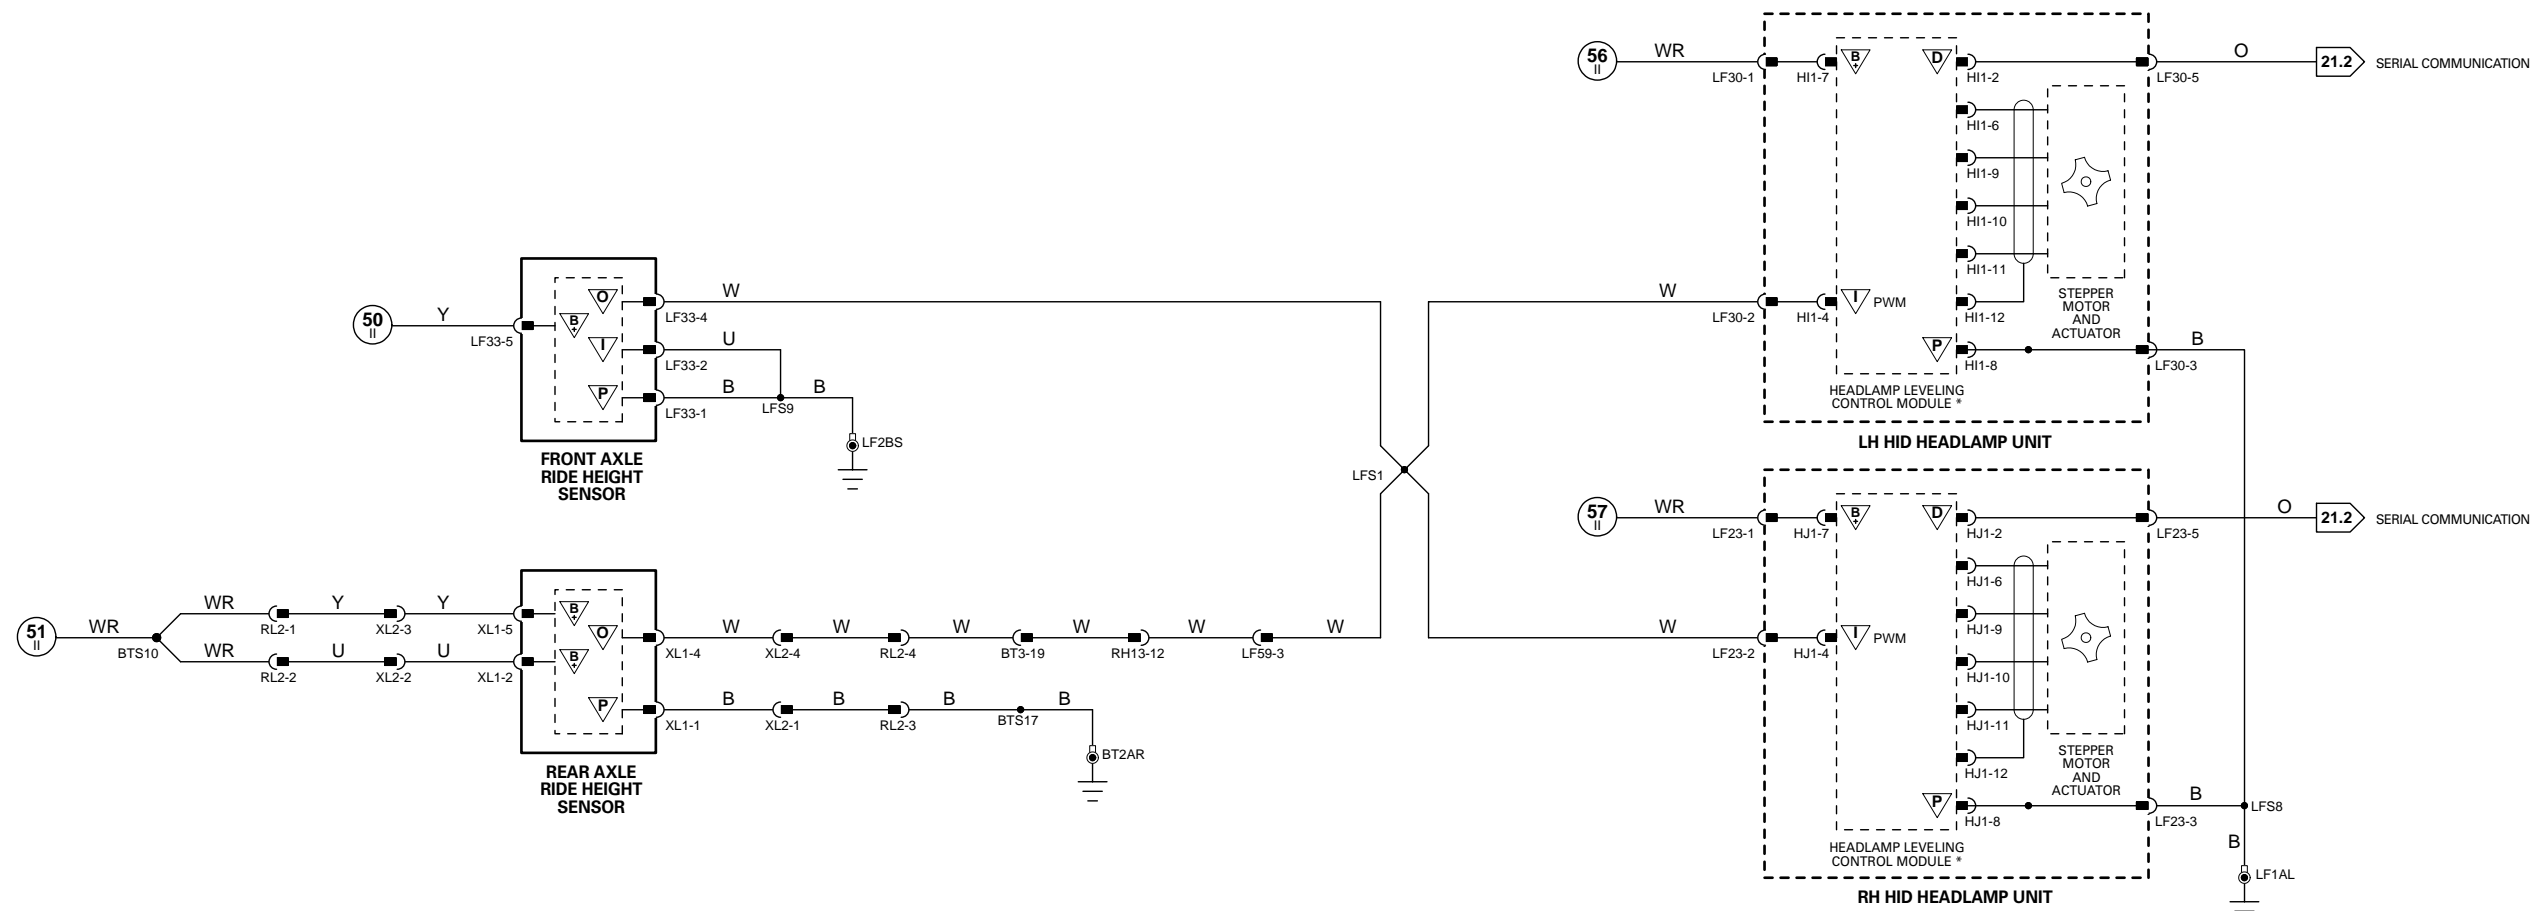 56
II
WR
LF30-1
HI1-7
B
+
D
HI1-2
LF30-5
O
21.2
SERIAL COMMUNICATION
HI1-6
HI1-9
HI1-10
HI1-11
HI1-12
W
LF30-2
HI1-4
I
PWM
STEPPER
MOTOR
AND
ACTUATOR
P
HI1-8
B
LF30-3
HEADLAMP LEVELING
CONTROL MODULE *
LH HID HEADLAMP UNIT
50
II
Y
LF33-5
B
+
O
I
P
W
LF33-4
U
LF33-2
B
LF33-1
LFS9
B
LF2BS
FRONT AXLE
RIDE HEIGHT
SENSOR
LFS1
57
II
WR
LF23-1
HJ1-7
B
+
D
HJ1-2
LF23-5
O
21.2
SERIAL COMMUNICATION
HJ1-6
HJ1-9
HJ1-10
HJ1-11
HJ1-12
W
LF23-2
HJ1-4
I
PWM
STEPPER
MOTOR
AND
ACTUATOR
P
HJ1-8
B
LF23-3
LFS8
B
LF1AL
HEADLAMP LEVELING
CONTROL MODULE *
RH HID HEADLAMP UNIT
51
II
WR
BTS10
WR
RL2-1
Y
XL2-3
Y
XL1-5
WR
RL2-2
U
XL2-2
U
XL1-2
B
+
O
B
+
P
XL1-4
W
XL2-4
W
RL2-4
W
BT3-19
W
RH13-12
W
LF59-3
W
XL1-1
B
XL2-1
B
RL2-3
B
BTS17
B
BT2AR
REAR AXLE
RIDE HEIGHT
SENSOR